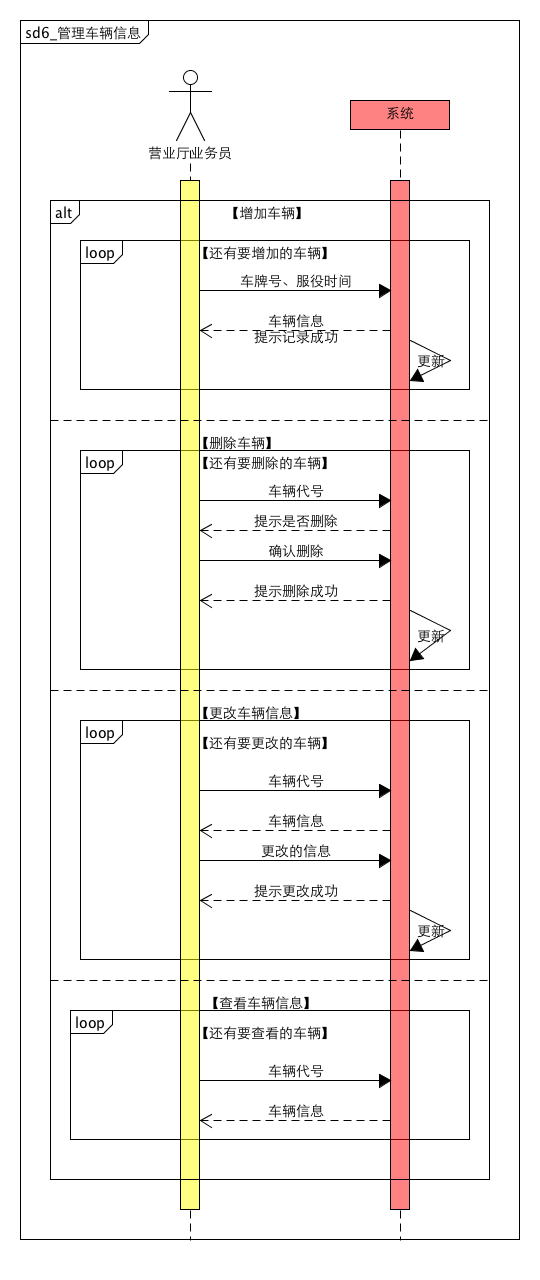 sd6_管理车辆信息
营业厅业务员
系统
alt
【增加车辆】
loop
【还有要增加的车辆】
车牌号、服役时间
车辆信息
提示记录成功
更新
【删除车辆】
loop
【还有要删除的车辆】
车辆代号
提示是否删除
确认删除
提示删除成功
更新
【更改车辆信息】
loop
【还有要更改的车辆】
车辆代号
车辆信息
更改的信息
提示更改成功
更新
【查看车辆信息】
loop
【还有要查看的车辆】
车辆代号
车辆信息